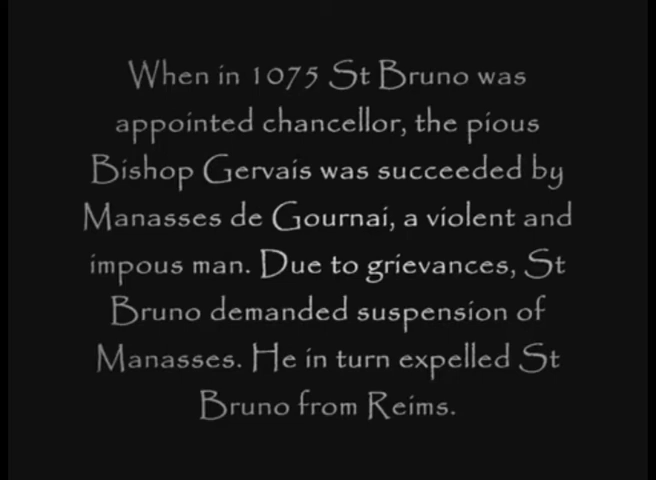 When in 1075 St Bruno was
appointed chancellor, the pious
Bishop Gervais was succeeded by
Manasses de Gournai, a violent and
impous man. Due to grievances, St
Bruno demanded suspension of
Manasses. He in turn expelled St
Bruno from Reims.